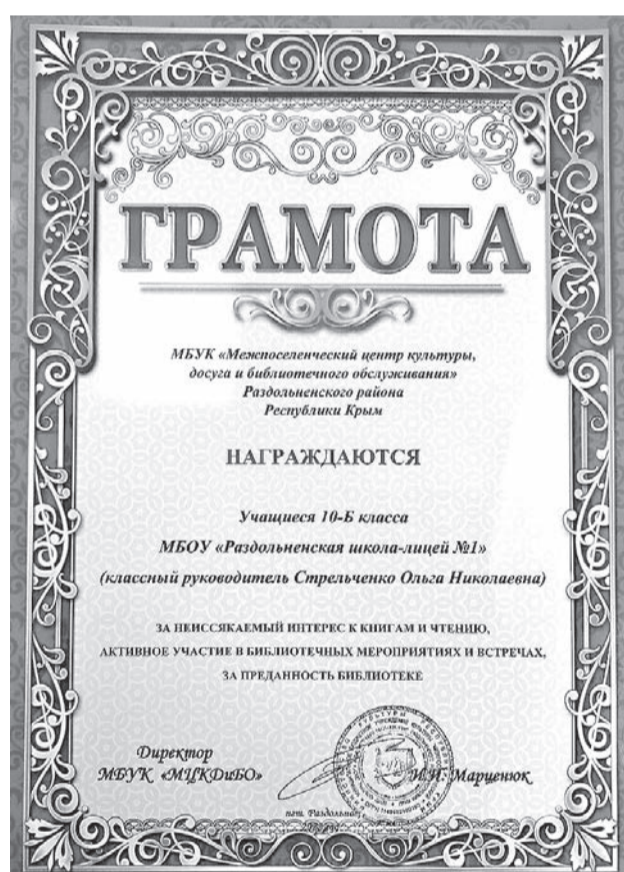 ГРАМОТА
МБУК «Межпоселенческий центр культуры,
досуга и библиотечного обслуживания»
Раздольненского района
Республики Крым
НАГРАЖДАЮТСЯ
Учащиеся 10-Б класса
МБОУ «Раздольненская школа-лицей №1»
(классный руководитель Стрельченко Ольга Николаевна)
ЗА НЕИССЯКАЕМЫЙ ИНТЕРЕС К КНИГАМ И ЧТЕНИЮ,
АКТИВНОЕ УЧАСТИЕ В БИБЛИОТЕЧНЫХ МЕРОПРИЯТИЯХ И ВСТРЕЧАХ,
ЗА ПРЕДАННОСТЬ БИБЛИОТЕКЕ
Директор
МБУК «МЦКДиБО» Марценюк
пгт.